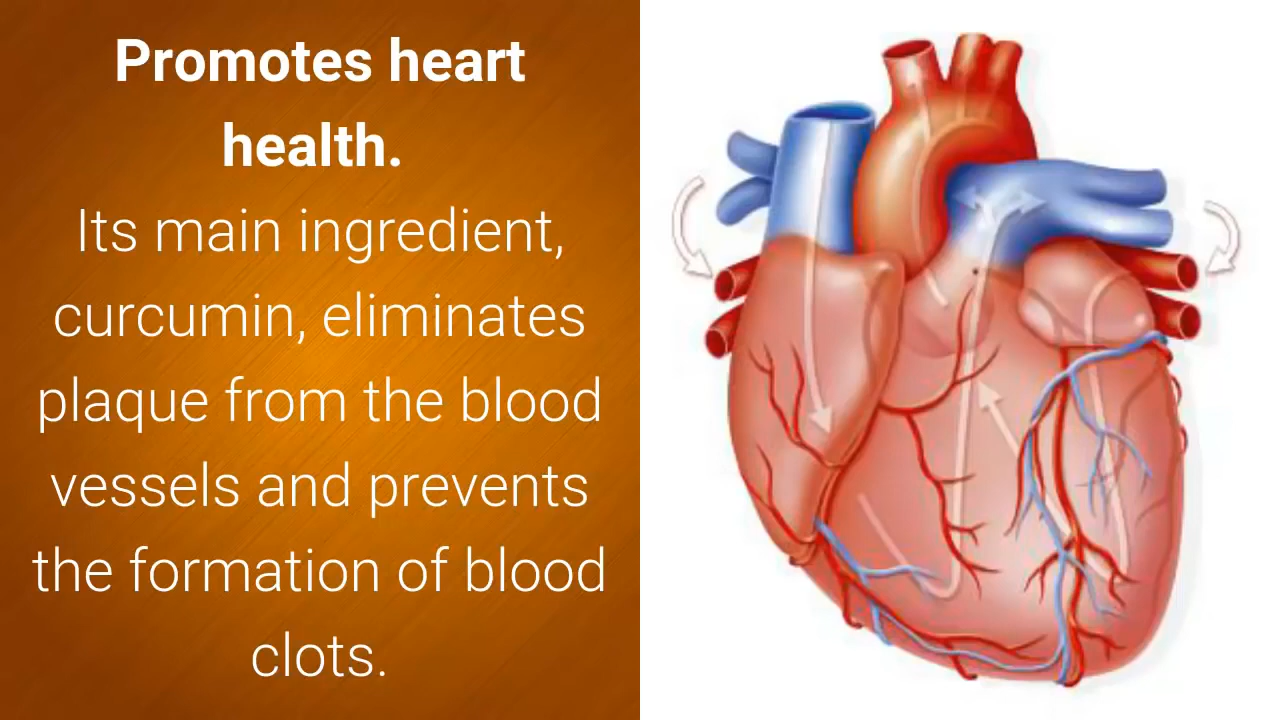 Promotes heart
health.
Its main ingredient,
curcumin, eliminates
plaque from the blood
vessels and prevents
the formation of blood
clots.